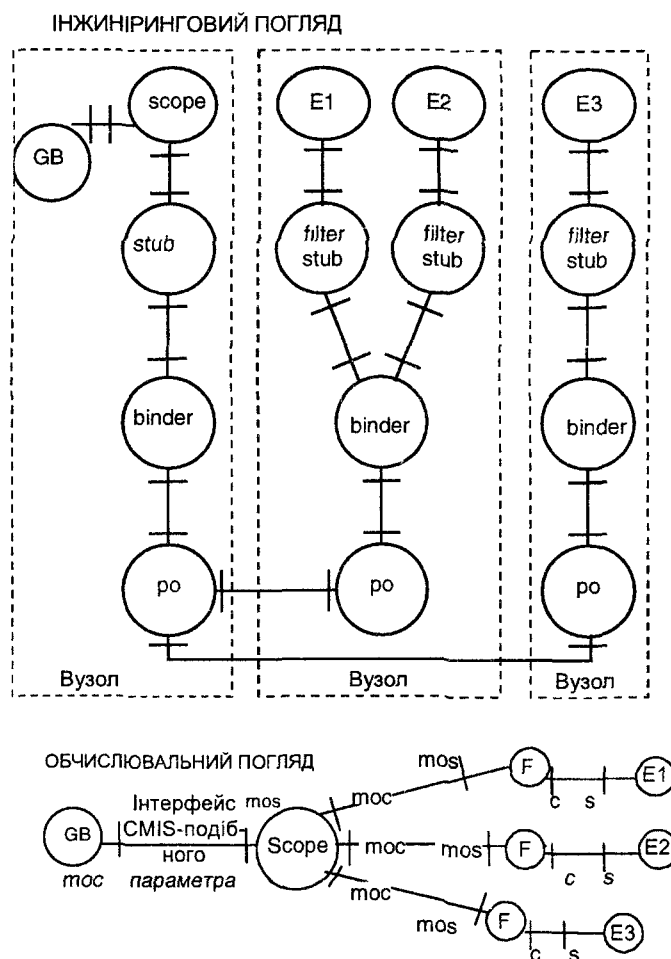 ІНЖИНІРИНГОВИЙ ПОГЛЯД
scope
E1
E2
E3
GB
stub
filter
stub
filter
stub
filter
stub
binder
binder
binder
po
po
po
Вузол
Вузол
Вузол
ОБЧИСЛЮВАЛЬНИЙ ПОГЛЯД
mos
F
E1
c s
moc
Інтерфейс mos
GB
CMIS-подіб-
ного
параметра
moc
Scope
moc
mos
F
E2
c s
moc
mos
F
E3
c s